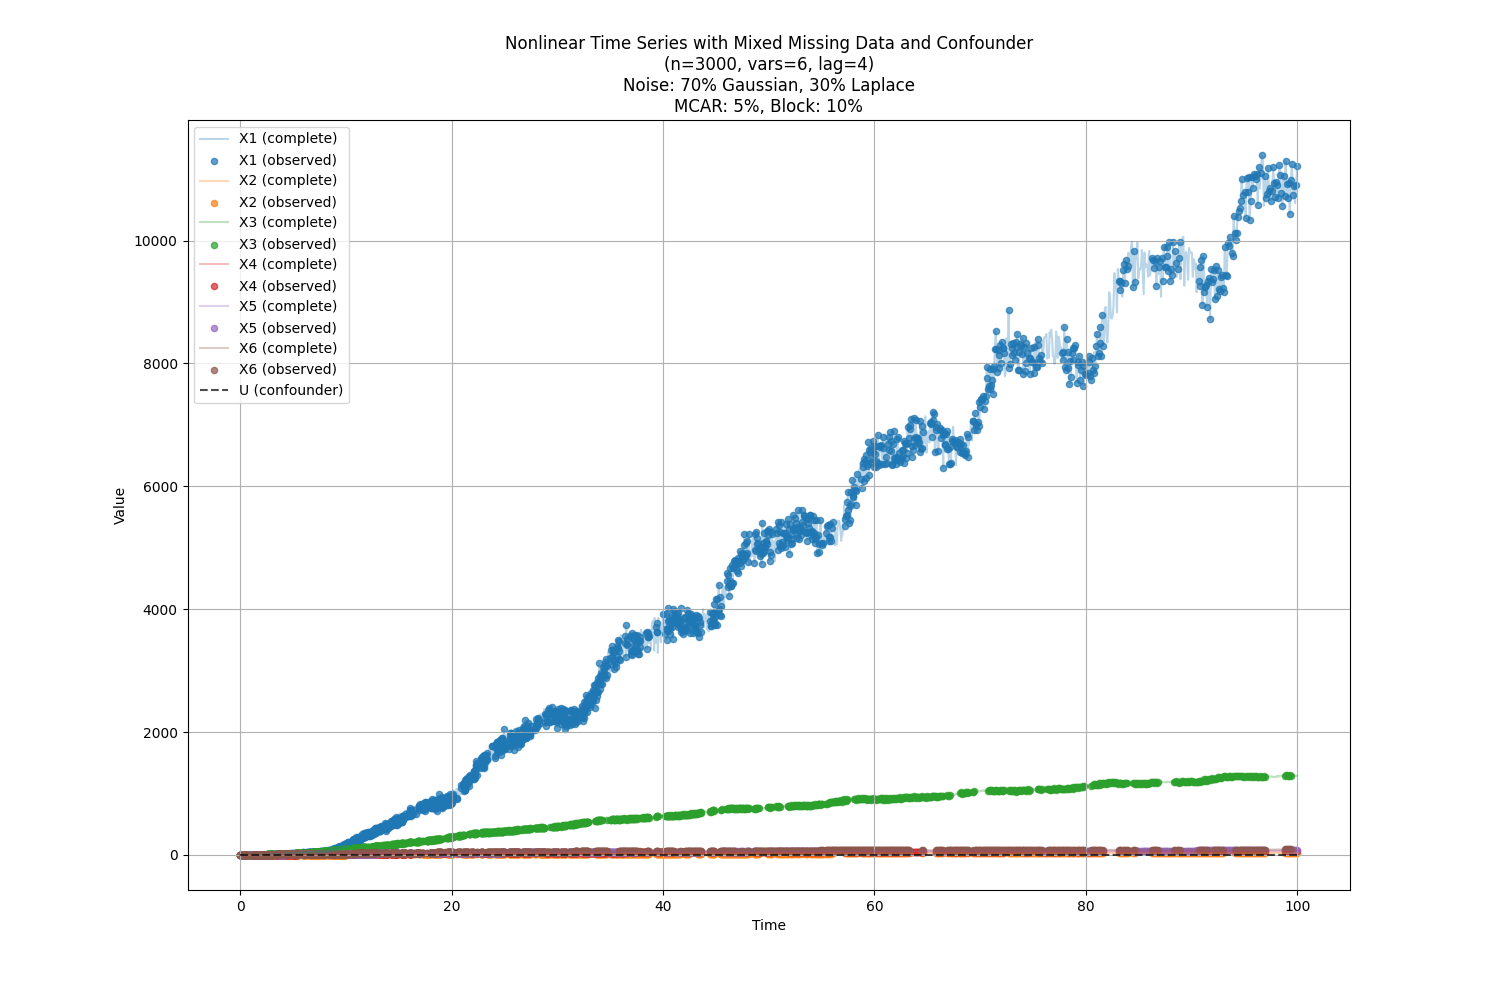 Nonlinear Time Series with Mixed Missing Data and Confounder
(n=3000, vars=6, lag=4)
Noise: 70% Gaussian, 30% Laplace
MCAR: 5%, Block: 10%
X1 (complete)
X1 (observed)
X2 (complete)
X2 (observed)
X3 (complete)
X3 (observed)
X4 (complete)
X4 (observed)
X5 (complete)
X5 (observed)
X6 (complete)
X6 (observed)
U (confounder)
10000
8000
6000
4000
2000
0
Value
0 20 40 60 80 100
Time